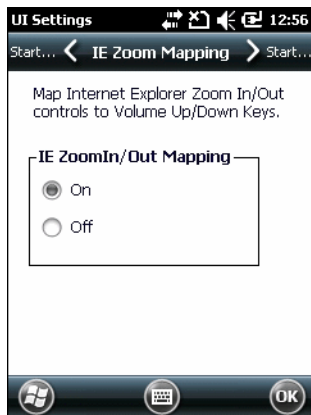 UI Settings 12:56
Start... IE Zoom Mapping Start...
Map Internet Explorer Zoom In/Out
controls to Volume Up/Down Keys.
IE ZoomIn/Out Mapping
On
Off
OK